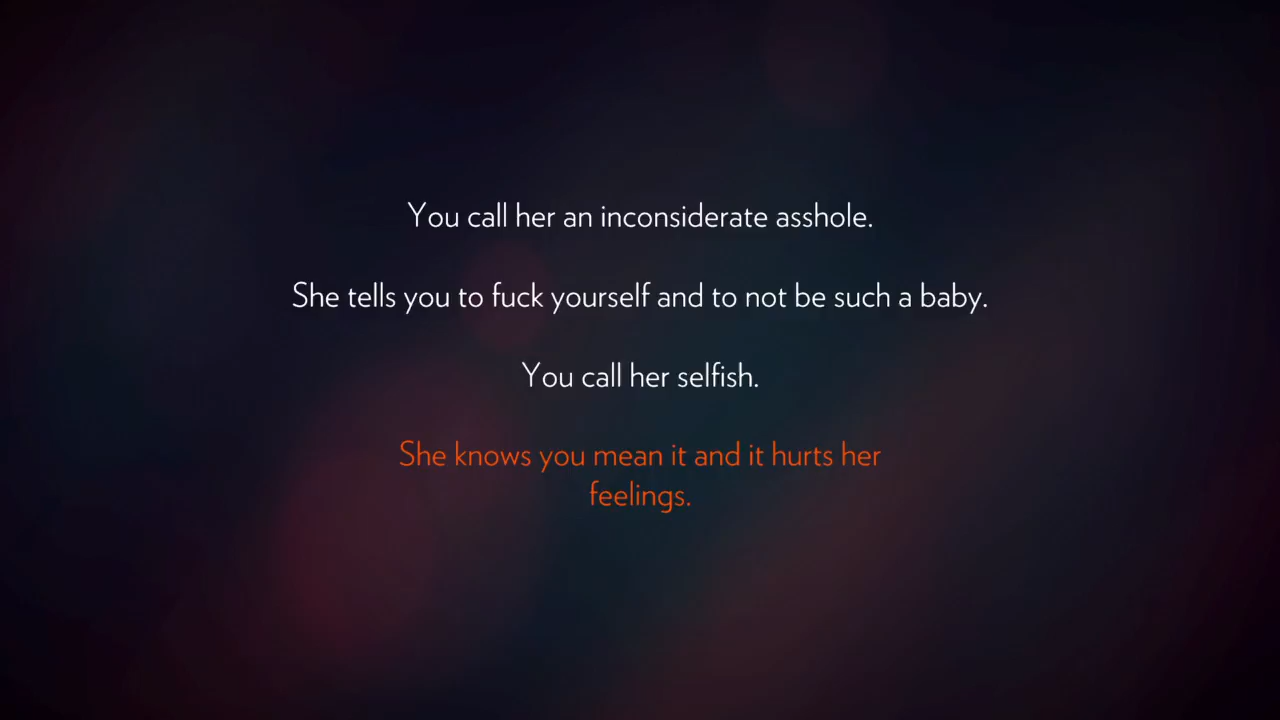 You call her an inconsiderate asshole.
She tells you to fuck yourself and to not be such a baby.
You call her selfish.
She knows you mean it and it hurts her
feelings.